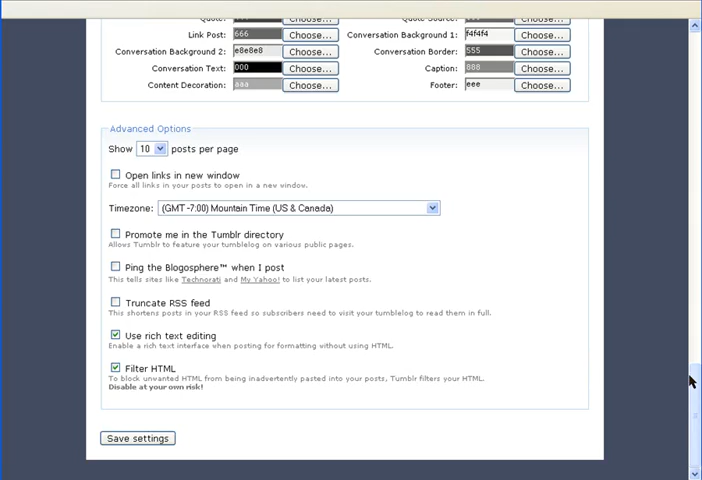 Quote: Choose... Quote Source: Choose...
Link Post: 666 Choose... Conversation Background 1: f4f4f4 Choose...
Conversation Background 2: e8e8e8 Choose... Conversation Border: 555 Choose...
Conversation Text: 000 Choose... Caption: 888 Choose...
Content Decoration: aaa Choose... Footer: eee Choose...
Advanced Options
Show 10 posts per page
Open links in new window
Force all links in your posts to open in a new window.
Timezone: (GMT -7:00) Mountain Time (US & Canada)
Promote me in the Tumblr directory
Allows Tumblr to feature your tumblelog on various public pages.
Ping the Blogosphere™ when I post
This tells sites like Technorati and My Yahoo! to list your latest posts.
Truncate RSS feed
This shortens posts in your RSS feed so subscribers need to visit your tumblelog to read them in full.
Use rich text editing
Enable a rich text interface when posting for formatting without using HTML.
Filter HTML
To block unwanted HTML from being inadvertently pasted into your posts, Tumblr filters your HTML.
Disable at your own risk!
Save settings